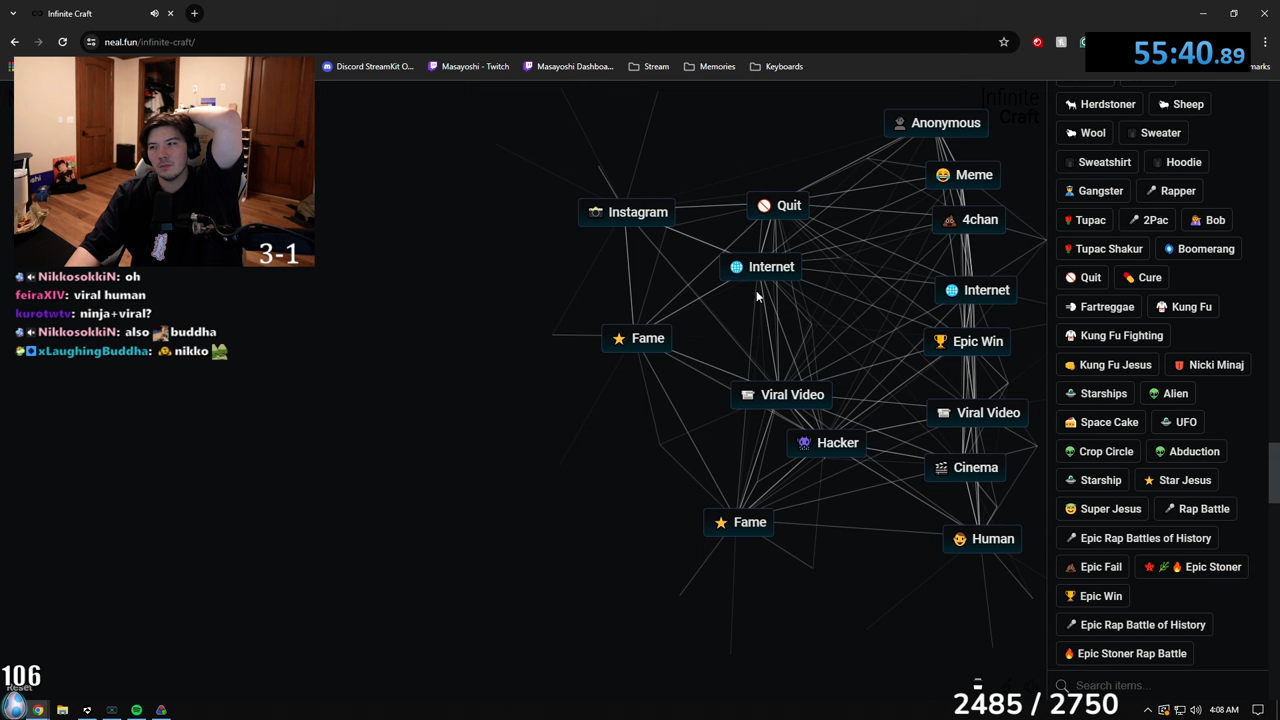 Infinite Craft
55:40.89
neal.fun/infinite-craft/
Discord StreamKit O...
Masayoshi - Twitch
Masayoshi Dashboa...
Stream
Memories
Keyboards
3-1
NikkosokkiN: oh
feiraXIV: viral human
kurotwtv: ninja+viral?
NikkosokkiN: also buddha
xLaughingBuddha: nikko
Infinite
Craft
Anonymous
Meme
Instagram
Quit
4chan
Internet
Internet
Fame
Epic Win
Viral Video
Viral Video
Hacker
Cinema
Fame
Human
Herdstoner
Sheep
Wool
Sweater
Sweatshirt
Hoodie
Gangster
Rapper
Tupac
2Pac
Bob
Tupac Shakur
Boomerang
Quit
Cure
Fartreggae
Kung Fu
Kung Fu Fighting
Kung Fu Jesus
Nicki Minaj
Starships
Alien
Space Cake
UFO
Crop Circle
Abduction
Starship
Star Jesus
Super Jesus
Rap Battle
Epic Rap Battles of History
Epic Fail
Epic Stoner
Epic Win
Epic Rap Battle of History
Epic Stoner Rap Battle
Search items...
106
Reset
2485 / 2750
4:08 AM